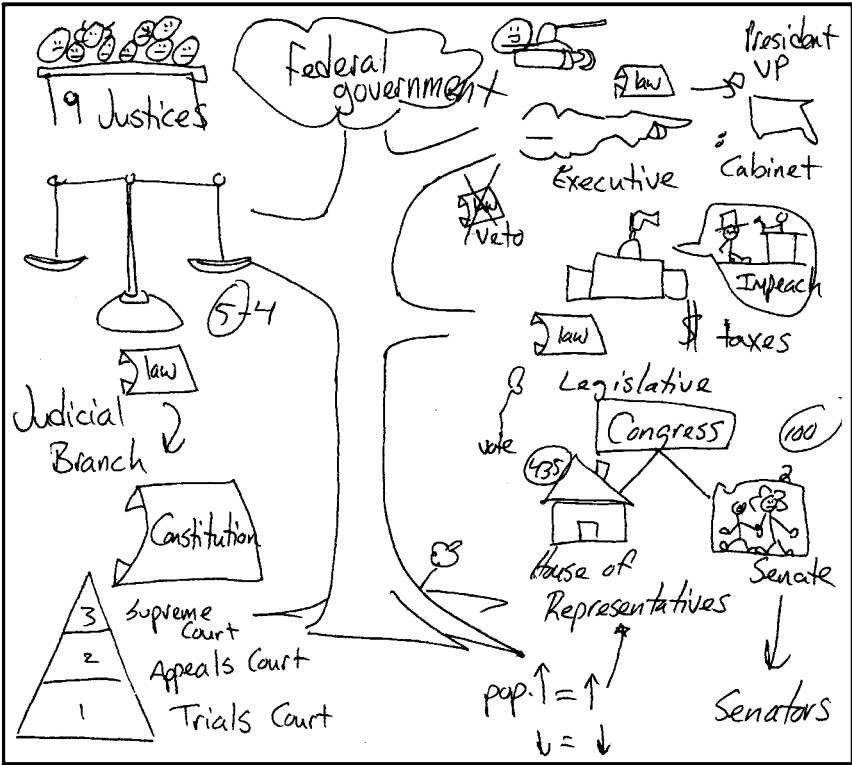 9 Justices
Federal
government
law
President
VP
Cabinet
Executive
law
veto
Impeach
5-4
law
$ taxes
law
Judicial
Branch
Legislative
vote
Congress
100
435
2
Constitution
House of
Representatives
Senate
3
Supreme
Court
2
Appeals Court
1
Trials Court
pop. ↑ = ↑
↓ = ↓
Senators